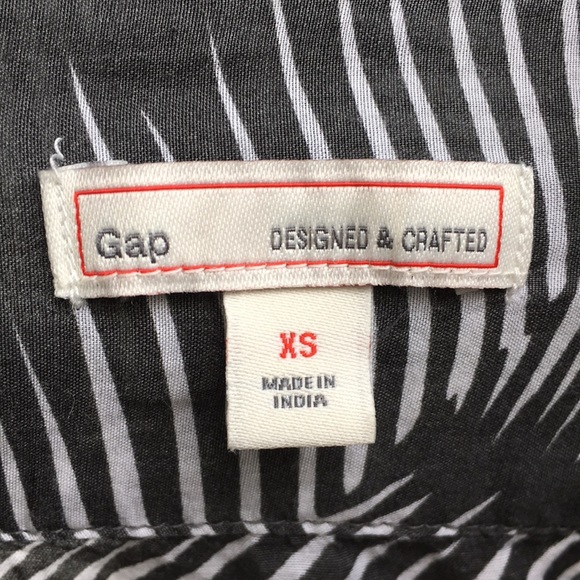 Gap DESIGNED & CRAFTED
XS
MADE IN
INDIA